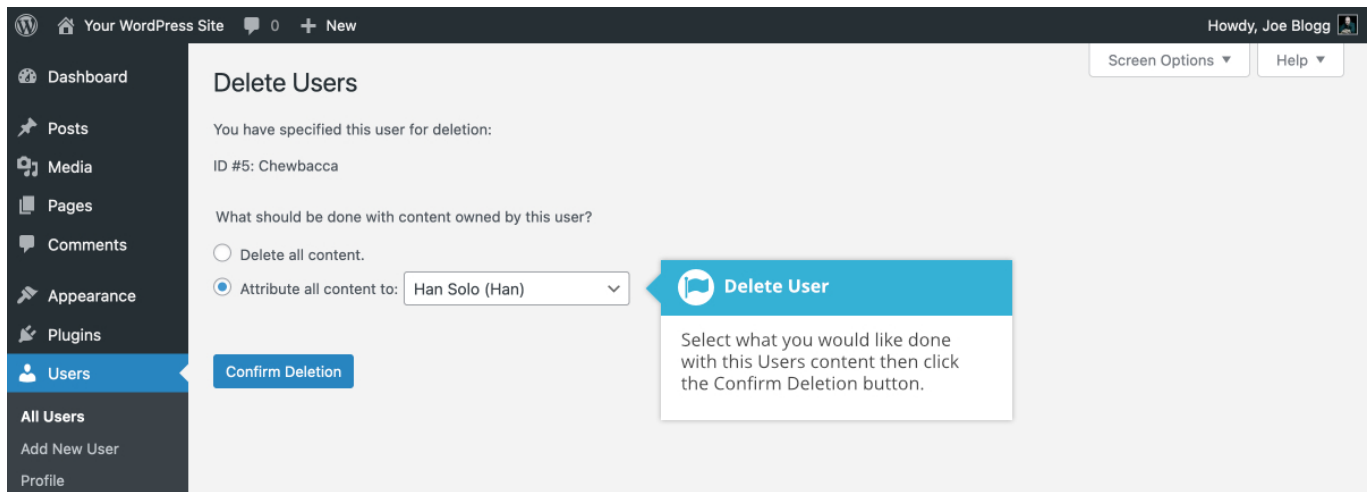 Your WordPress Site 0 New Howdy, Joe Blogg
Screen Options Help
Dashboard
Posts
Media
Pages
Comments
Appearance
Plugins
Users
All Users
Add New User
Profile
Delete Users
You have specified this user for deletion:
ID #5: Chewbacca
What should be done with content owned by this user?
Delete all content.
Attribute all content to: Han Solo (Han)
Confirm Deletion
Delete User
Select what you would like done
with this Users content then click
the Confirm Deletion button.